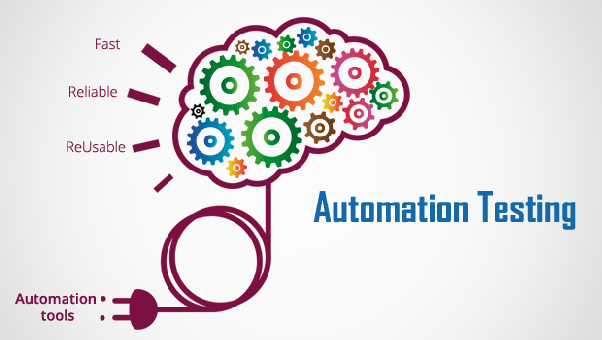 Fast
Reliable
ReUsable
Automation Testing
Automation
tools